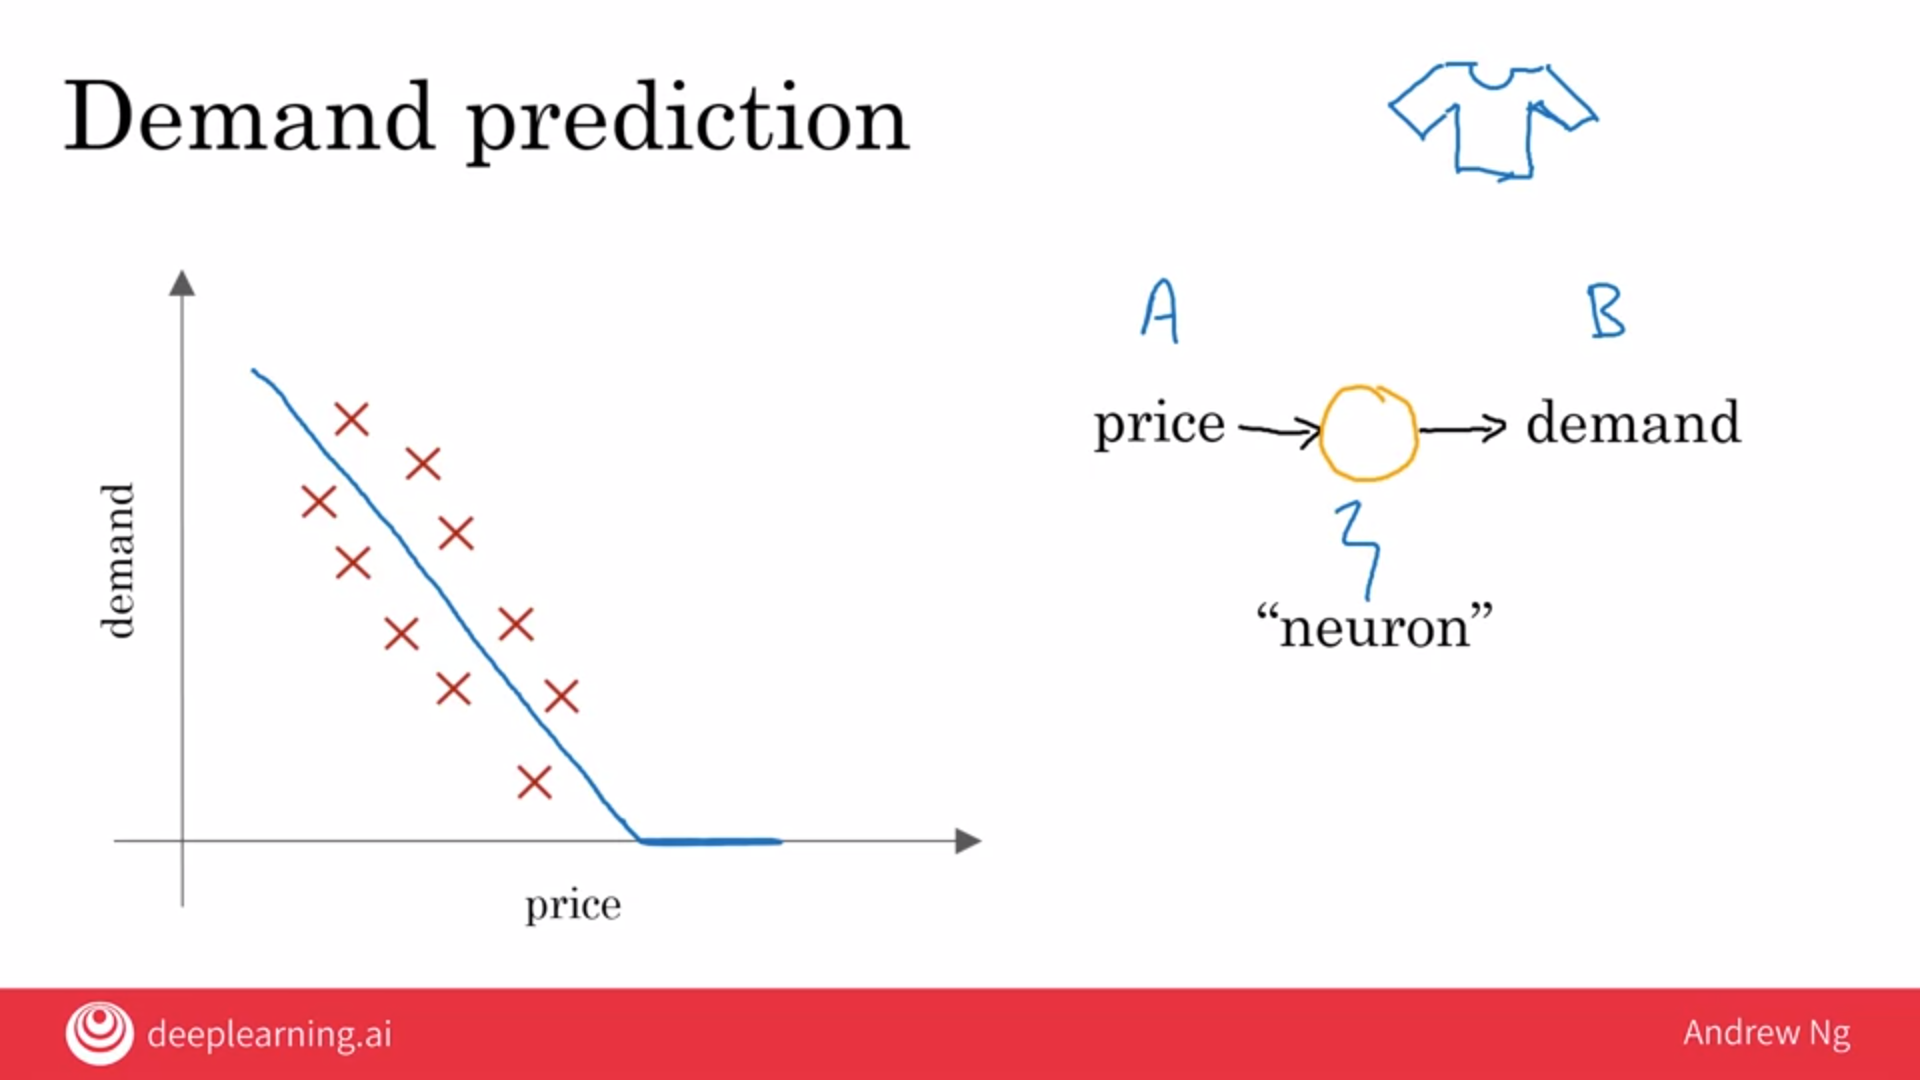 Demand prediction
demand
price
A
B
price
demand
“neuron”
deeplearning.ai
Andrew Ng